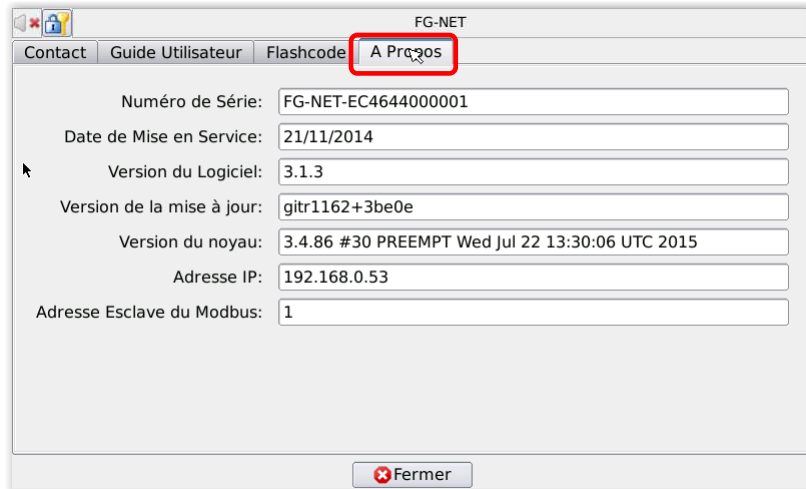 FG-NET
Contact Guide Utilisateur Flashcode A Propos
Numéro de Série: FG-NET-EC4644000001
Date de Mise en Service: 21/11/2014
Version du Logiciel: 3.1.3
Version de la mise à jour: gitr1162+3be0e
Version du noyau: 3.4.86 #30 PREEMPT Wed Jul 22 13:30:06 UTC 2015
Adresse IP: 192.168.0.53
Adresse Esclave du Modbus: 1
Fermer